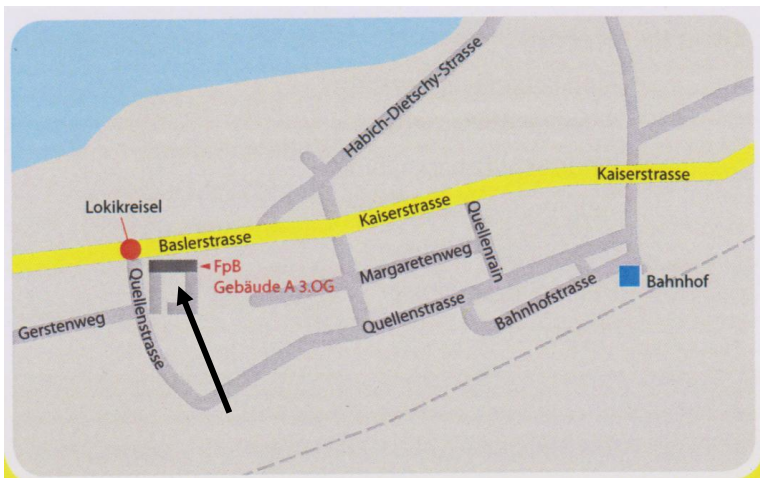 Habich-Dietschy-Strasse
Kaiserstrasse
Lokikreisel
Kaiserstrasse
Baslerstrasse
Quellenrain
FpB
Gebäude A 3.OG
Margaretenweg
Quellenstrasse
Gerstenweg
Quellenstrasse
Bahnhofstrasse
Bahnhof